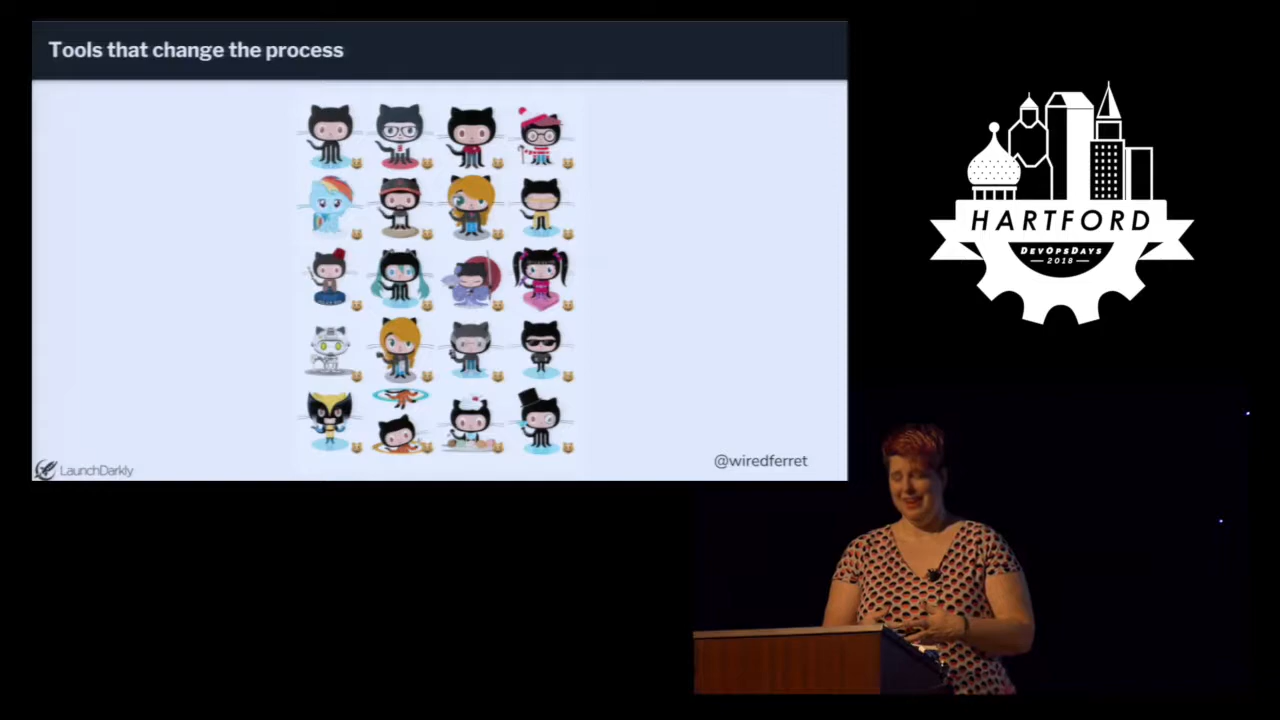 Tools that change the process
LaunchDarkly
@wiredferret
HARTFORD
DEVOPSDAYS
2018